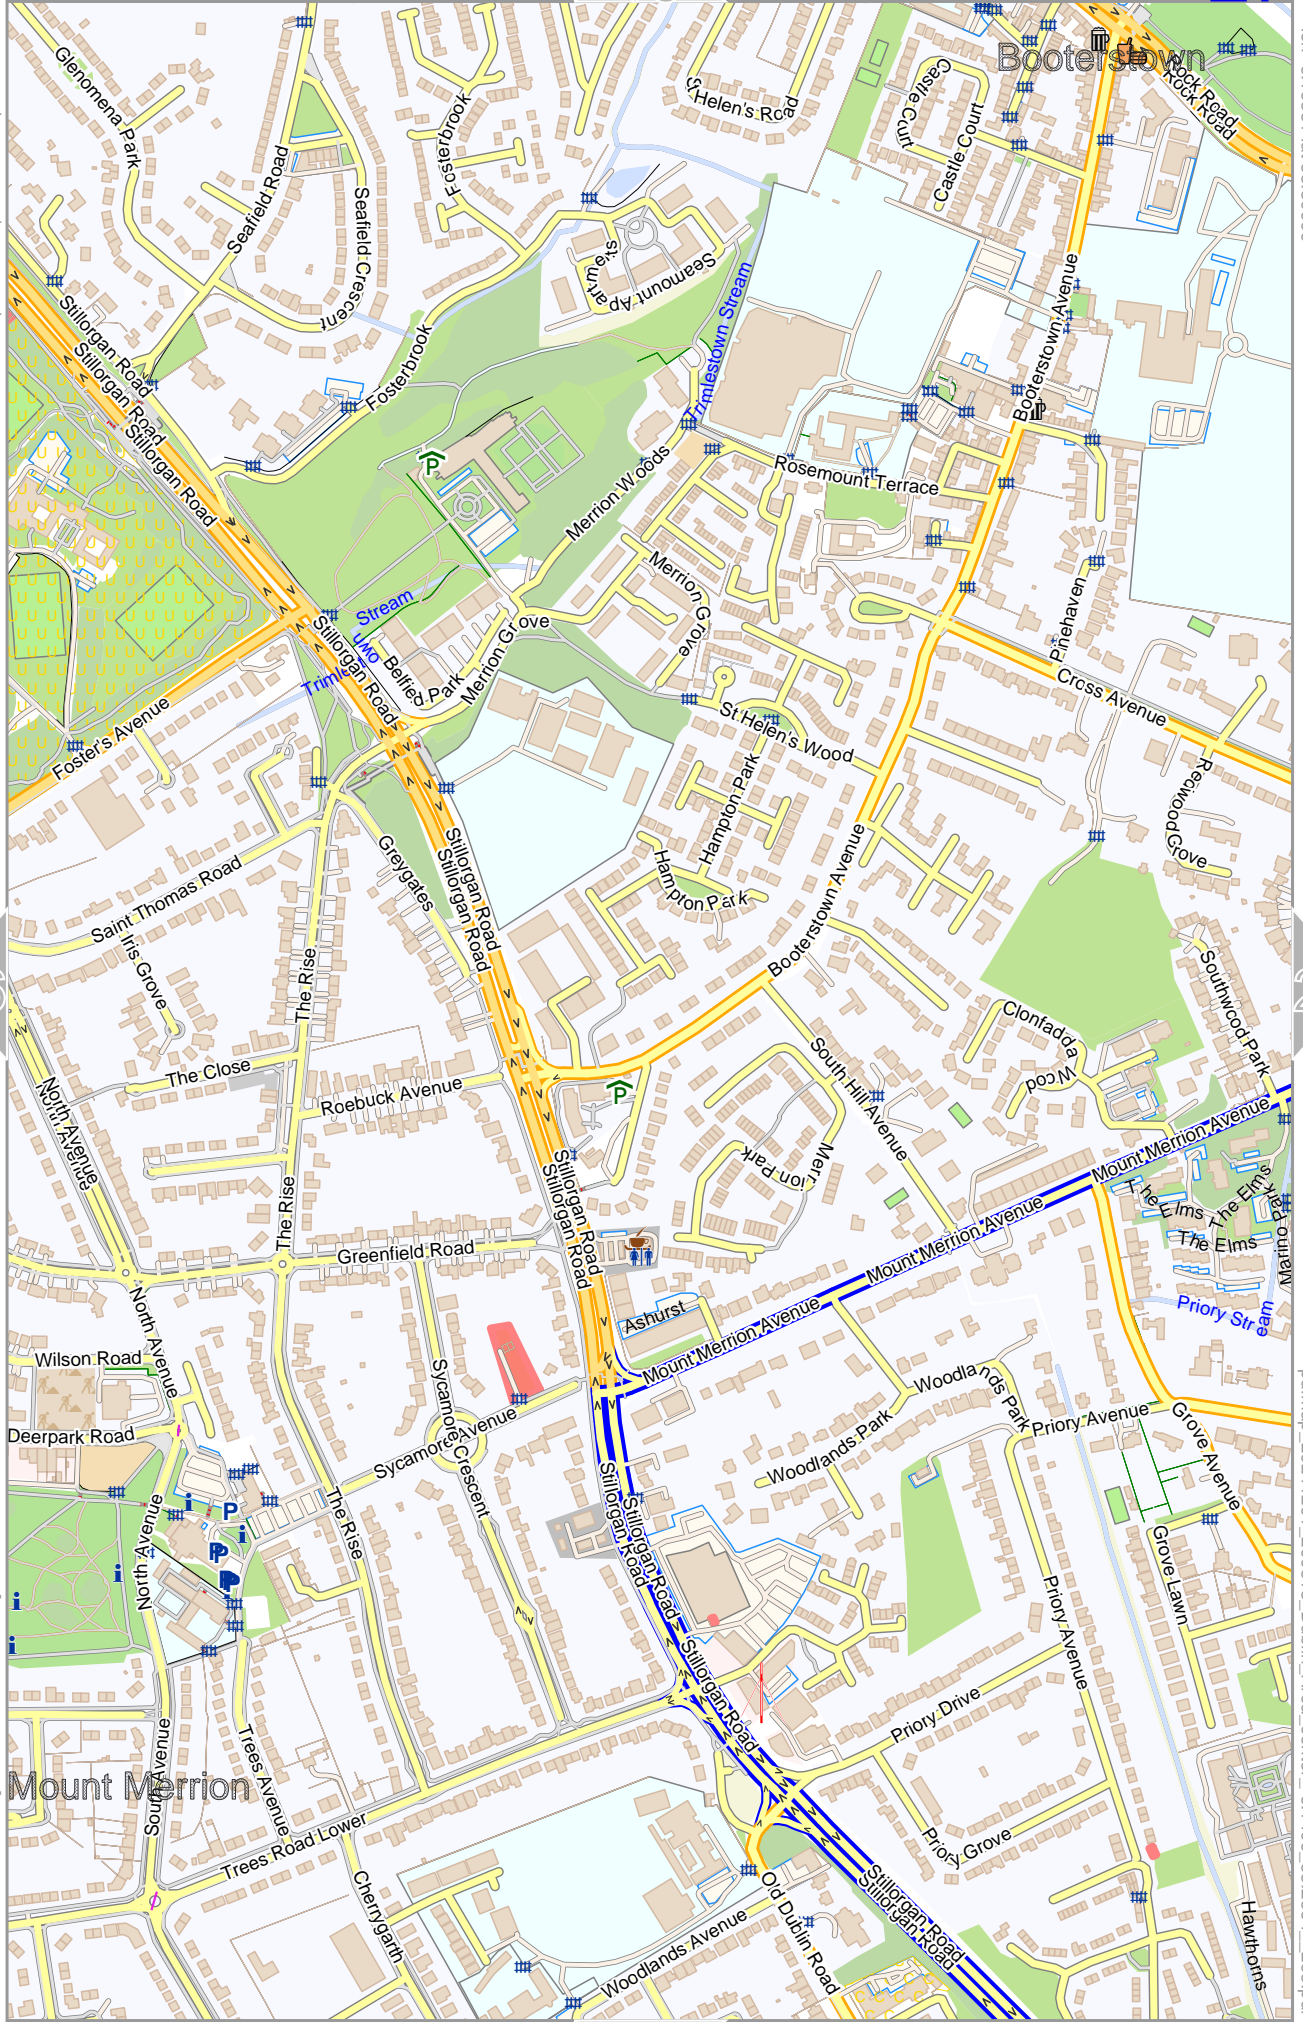 Booterstown
Rock Road
Rock Road
Glenomena Park
Castle Court
Castle Court
Helen's Road
Fosterbrook
Seafield Road
Seafield Crescent
Seamount Apartments
Trimlestown Stream
Booterstown Avenue
Stillorgan Road
Stillorgan Road
Stillorgan Road
Fosterbrook
P
Merrion Woods
Rosemount Terrace
Merrion Grove
Pinehaven
Stream
Stillorgan Road
Belfield Park
Merrion Grove
Foster's Avenue
Cross Avenue
St Helen's Wood
Hampton Park
Redwood Grove
Hampton Park
Greygates
Stillorgan Road
Stillorgan Road
Saint Thomas Road
Iris Grove
The Rise
Booterstown Avenue
Southwood Park
Clonfadda Wood
South Hill Avenue
The Close
Roebuck Avenue
P
North Avenue
North Avenue
Merrion Park
Mount Merrion Avenue
The Elms
The Elms
The Elms
The Rise
Stillorgan Road
Stillorgan Road
Greenfield Road
Mount Merrion Avenue
North Avenue
Ashurst
Priory Stream
Mount Merrion Avenue
Wilson Road
Woodlands Park
Sycamore Crescent
Sycamore Avenue
Deerpark Road
Priory Avenue
Grove Avenue
Woodlands Park
The Rise
P
North Avenue
Stillorgan Road
Stillorgan Road
Grove Lawn
Priory Avenue
Stillorgan Road
Priory Drive
Mount Merrion
South Avenue
Trees Avenue
Trees Road Lower
Priory Grove
Cherrygarth
Old Dublin Road
Stillorgan Road
Stillorgan Road
Woodlands Avenue
Hawthorns